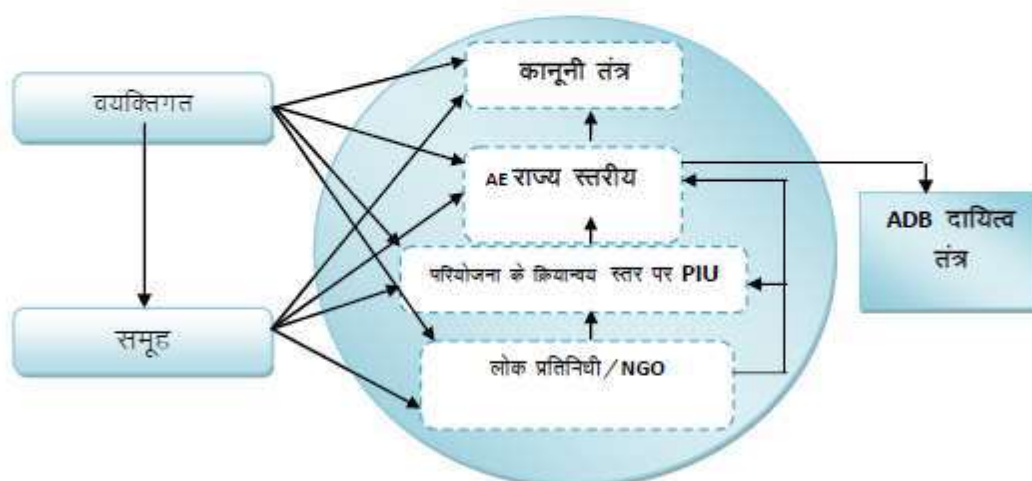 कानूनी तंत्र
वयक्तिगत
AE राज्य स्तरीय
ADB दायित्व
तंत्र
परियोजना के क्रियान्वय स्तर पर PIU
समूह
लोक प्रतिनिधी/NGO